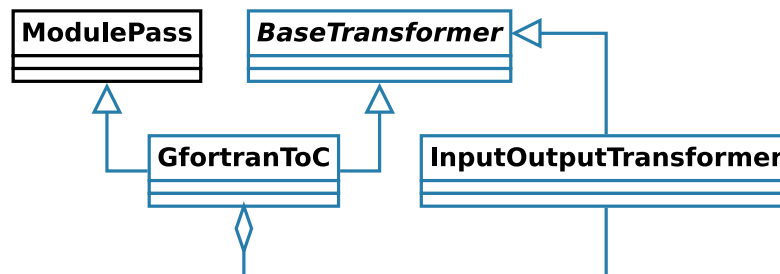 ModulePass
BaseTransformer
GfortranToC
InputOutputTransformer